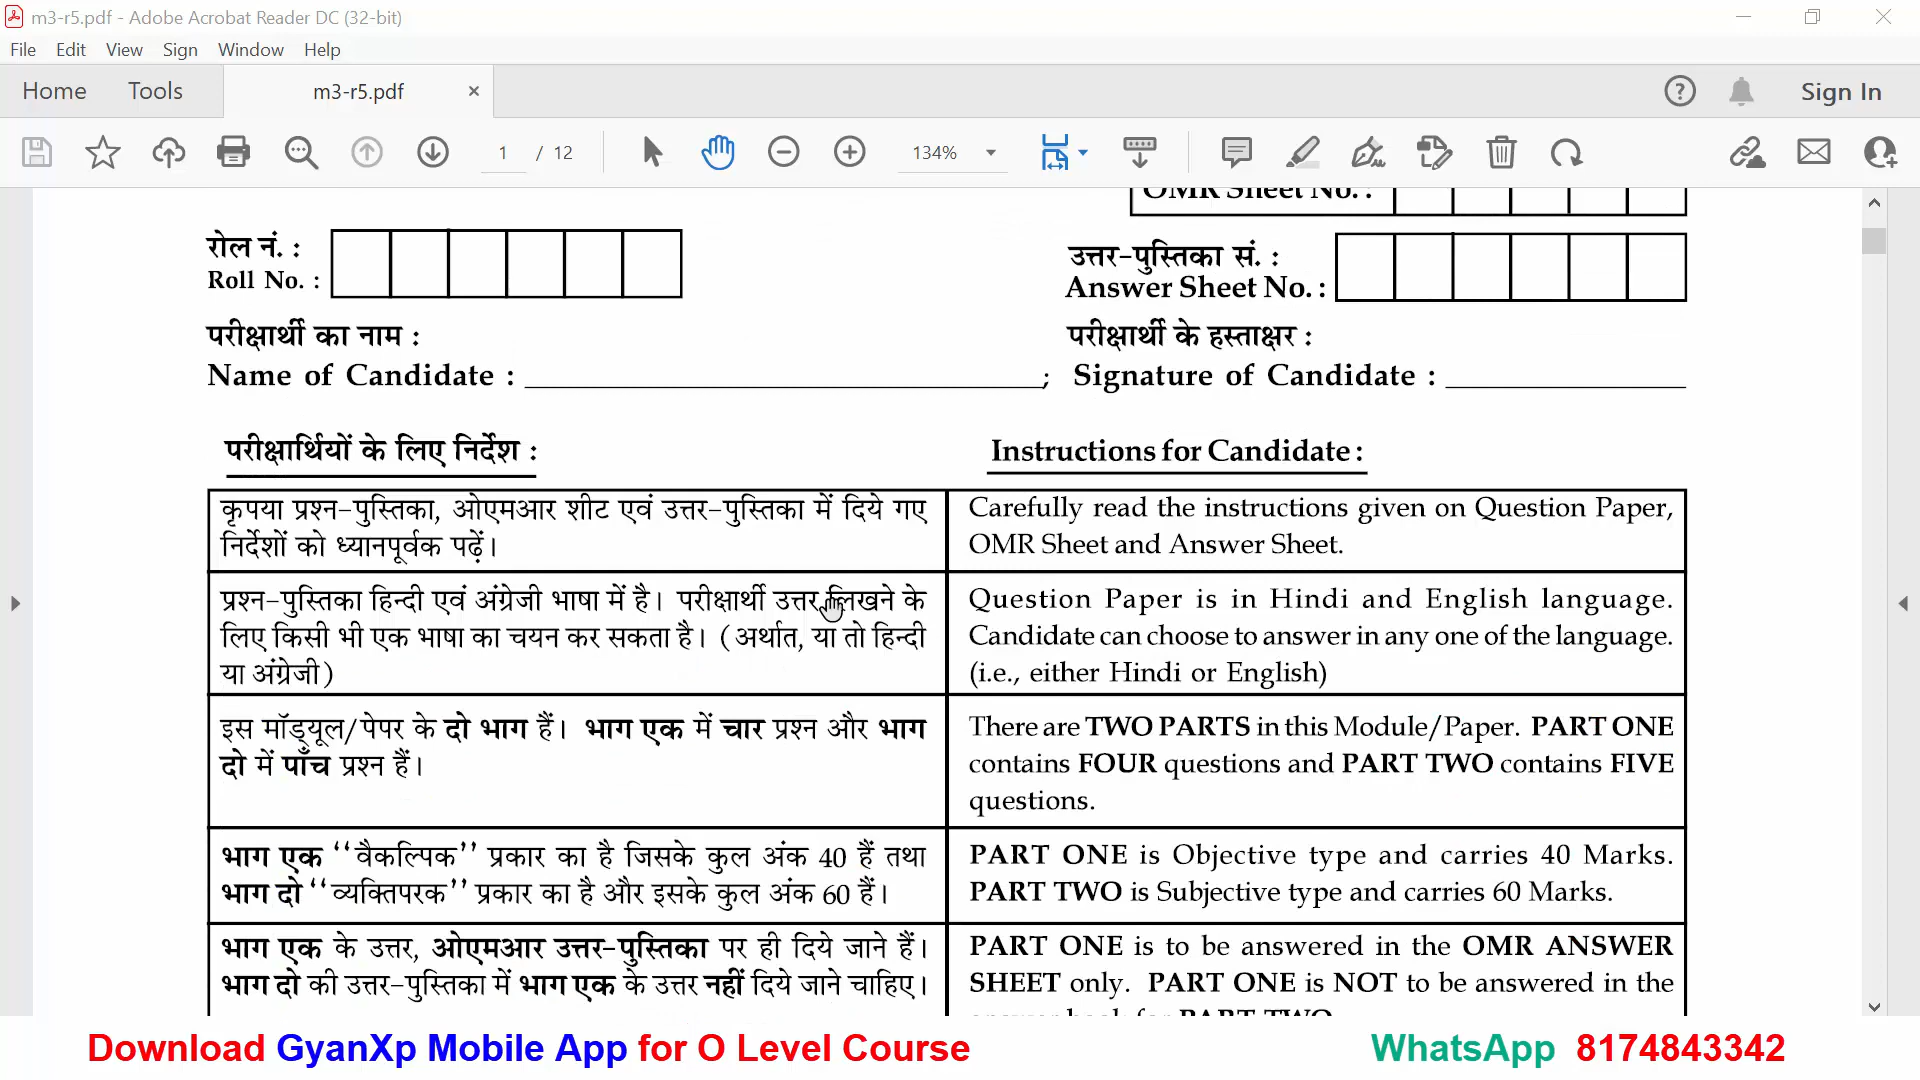 m3-r5.pdf - Adobe Acrobat Reader DC (32-bit)
File Edit View Sign Window Help
Home Tools m3-r5.pdf × Sign In
1 / 12 134%
OMR Sheet No. :
रोल नं. :
Roll No. :
उत्तर-पुस्तिका सं. :
Answer Sheet No. :
परीक्षार्थी का नाम :
परीक्षार्थी के हस्ताक्षर :
Name of Candidate : ; Signature of Candidate :
परीक्षार्थियों के लिए निर्देश :
Instructions for Candidate :
कृपया प्रश्न-पुस्तिका, ओएमआर शीट एवं उत्तर-पुस्तिका में दिये गए
निर्देशों को ध्यानपूर्वक पढ़ें।
Carefully read the instructions given on Question Paper,
OMR Sheet and Answer Sheet.
प्रश्न-पुस्तिका हिन्दी एवं अंग्रेजी भाषा में है। परीक्षार्थी उत्तर लिखने के
लिए किसी भी एक भाषा का चयन कर सकता है। (अर्थात, या तो हिन्दी
या अंग्रेजी)
Question Paper is in Hindi and English language.
Candidate can choose to answer in any one of the language.
(i.e., either Hindi or English)
इस मॉड्यूल/पेपर के दो भाग हैं। भाग एक में चार प्रश्न और भाग
दो में पाँच प्रश्न हैं।
There are TWO PARTS in this Module/Paper. PART ONE
contains FOUR questions and PART TWO contains FIVE
questions.
भाग एक "वैकल्पिक" प्रकार का है जिसके कुल अंक 40 हैं तथा
भाग दो "व्यक्तिपरक" प्रकार का है और इसके कुल अंक 60 हैं।
PART ONE is Objective type and carries 40 Marks.
PART TWO is Subjective type and carries 60 Marks.
भाग एक के उत्तर, ओएमआर उत्तर-पुस्तिका पर ही दिये जाने हैं।
भाग दो की उत्तर-पुस्तिका में भाग एक के उत्तर नहीं दिये जाने चाहिए।
PART ONE is to be answered in the OMR ANSWER
SHEET only. PART ONE is NOT to be answered in the
answer book for PART TWO
Download GyanXp Mobile App for O Level Course
WhatsApp 8174843342